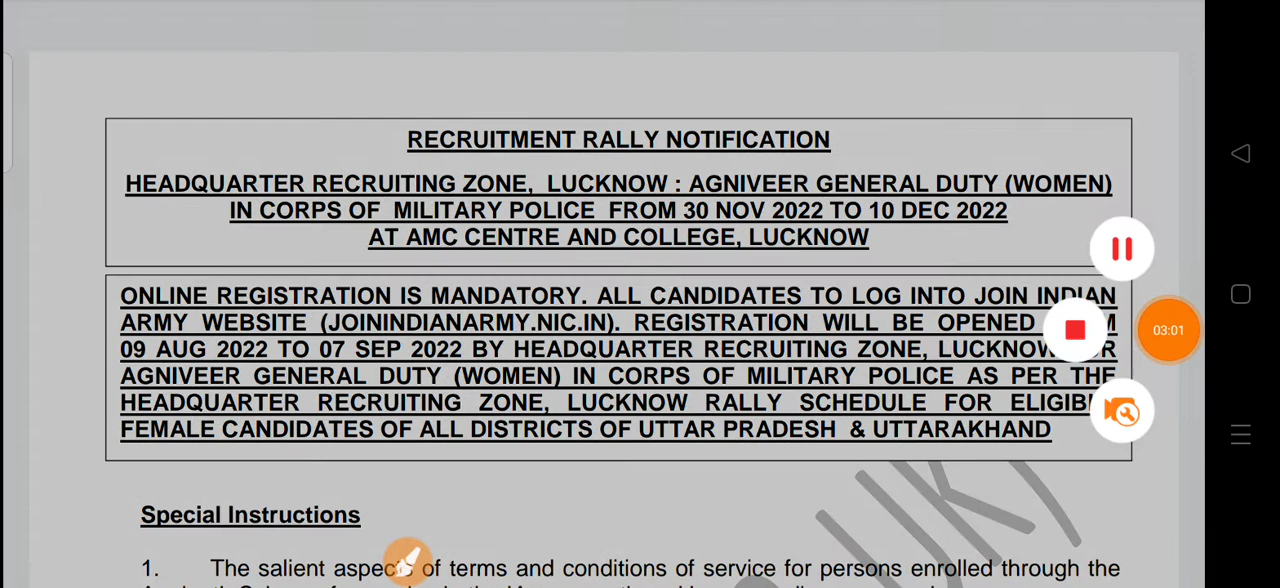 RECRUITMENT RALLY NOTIFICATION
HEADQUARTER RECRUITING ZONE, LUCKNOW : AGNIVEER GENERAL DUTY (WOMEN)
IN CORPS OF MILITARY POLICE FROM 30 NOV 2022 TO 10 DEC 2022
AT AMC CENTRE AND COLLEGE, LUCKNOW
ONLINE REGISTRATION IS MANDATORY. ALL CANDIDATES TO LOG INTO JOIN INDIAN
ARMY WEBSITE (JOININDIANARMY.NIC.IN). REGISTRATION WILL BE OPENED
09 AUG 2022 TO 07 SEP 2022 BY HEADQUARTER RECRUITING ZONE, LUCKNOW
AGNIVEER GENERAL DUTY (WOMEN) IN CORPS OF MILITARY POLICE AS PER THE
HEADQUARTER RECRUITING ZONE, LUCKNOW RALLY SCHEDULE FOR
FEMALE CANDIDATES OF ALL DISTRICTS OF UTTAR PRADESH & UTTARAKHAND
03:01
Special Instructions
1. The salient aspects of terms and conditions of service for persons enrolled through the